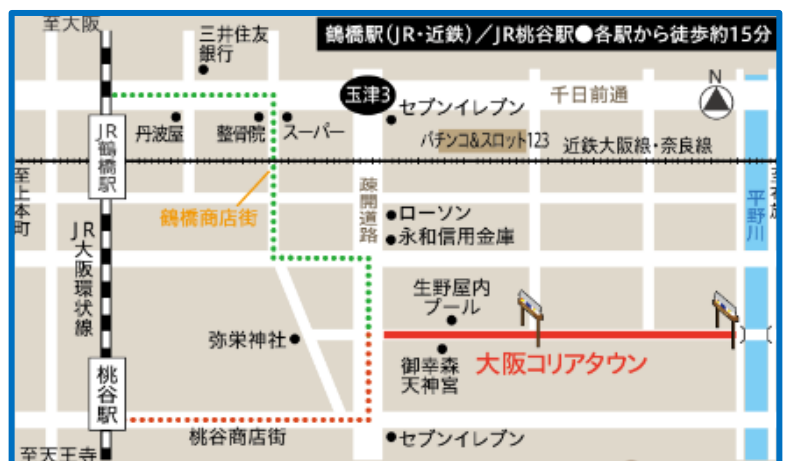 至大阪
鶴橋駅(JR・近鉄)/JR桃谷駅●各駅から徒歩約15分
三井住友
銀行
N
玉津3
セブンイレブン
千日前通
JR鶴橋駅
丹波屋
整骨院
スーパー
パチンコ&スロット123
近鉄大阪線・奈良線
至上本町
疎開道路
平野川
鶴橋商店街
ローソン
永和信用金庫
JR大阪環状線
生野屋内
プール
弥栄神社
御幸森
天神宮
大阪コリアタウン
桃谷駅
桃谷商店街
セブンイレブン
至天王寺